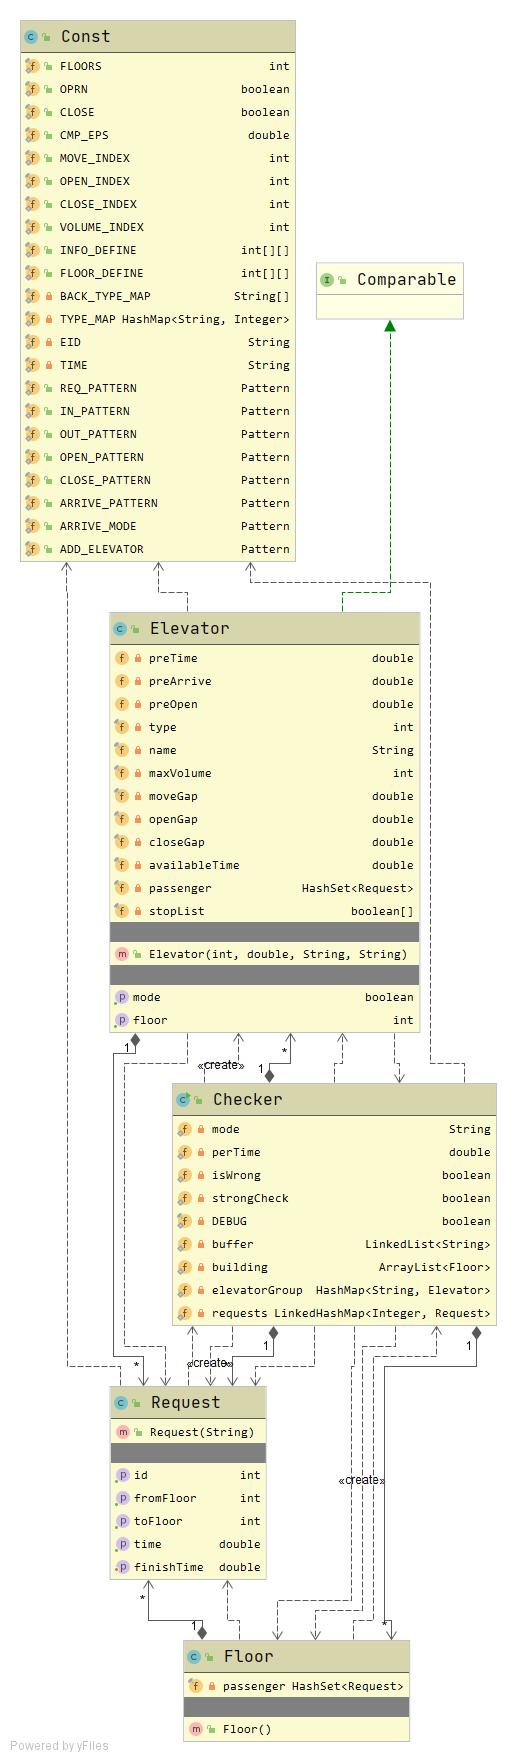 Const
FLOORS int
OPRN boolean
CLOSE boolean
CMP_EPS double
MOVE_INDEX int
OPEN_INDEX int
CLOSE_INDEX int
VOLUME_INDEX int
INFO_DEFINE int[][]
FLOOR_DEFINE int[][]
BACK_TYPE_MAP String[]
TYPE_MAP HashMap<String, Integer>
EID String
TIME String
REQ_PATTERN Pattern
IN_PATTERN Pattern
OUT_PATTERN Pattern
OPEN_PATTERN Pattern
CLOSE_PATTERN Pattern
ARRIVE_PATTERN Pattern
ARRIVE_MODE Pattern
ADD_ELEVATOR Pattern
Comparable
Elevator
preTime double
preArrive double
preOpen double
type int
name String
maxVolume int
moveGap double
openGap double
closeGap double
availableTime double
passenger HashSet<Request>
stopList boolean[]
Elevator(int, double, String, String)
mode boolean
floor int
1 «create» 1 *
Checker
mode String
perTime double
isWrong boolean
strongCheck boolean
DEBUG boolean
buffer LinkedList<String>
building ArrayList<Floor>
elevatorGroup HashMap<String, Elevator>
requests LinkedHashMap<Integer, Request>
1 1
* «create»
Request
Request(String)
id int
fromFloor int
toFloor int
time double
finishTime double
«create»
* 1 *
Floor
passenger HashSet<Request>
Floor()
Powered by yFiles